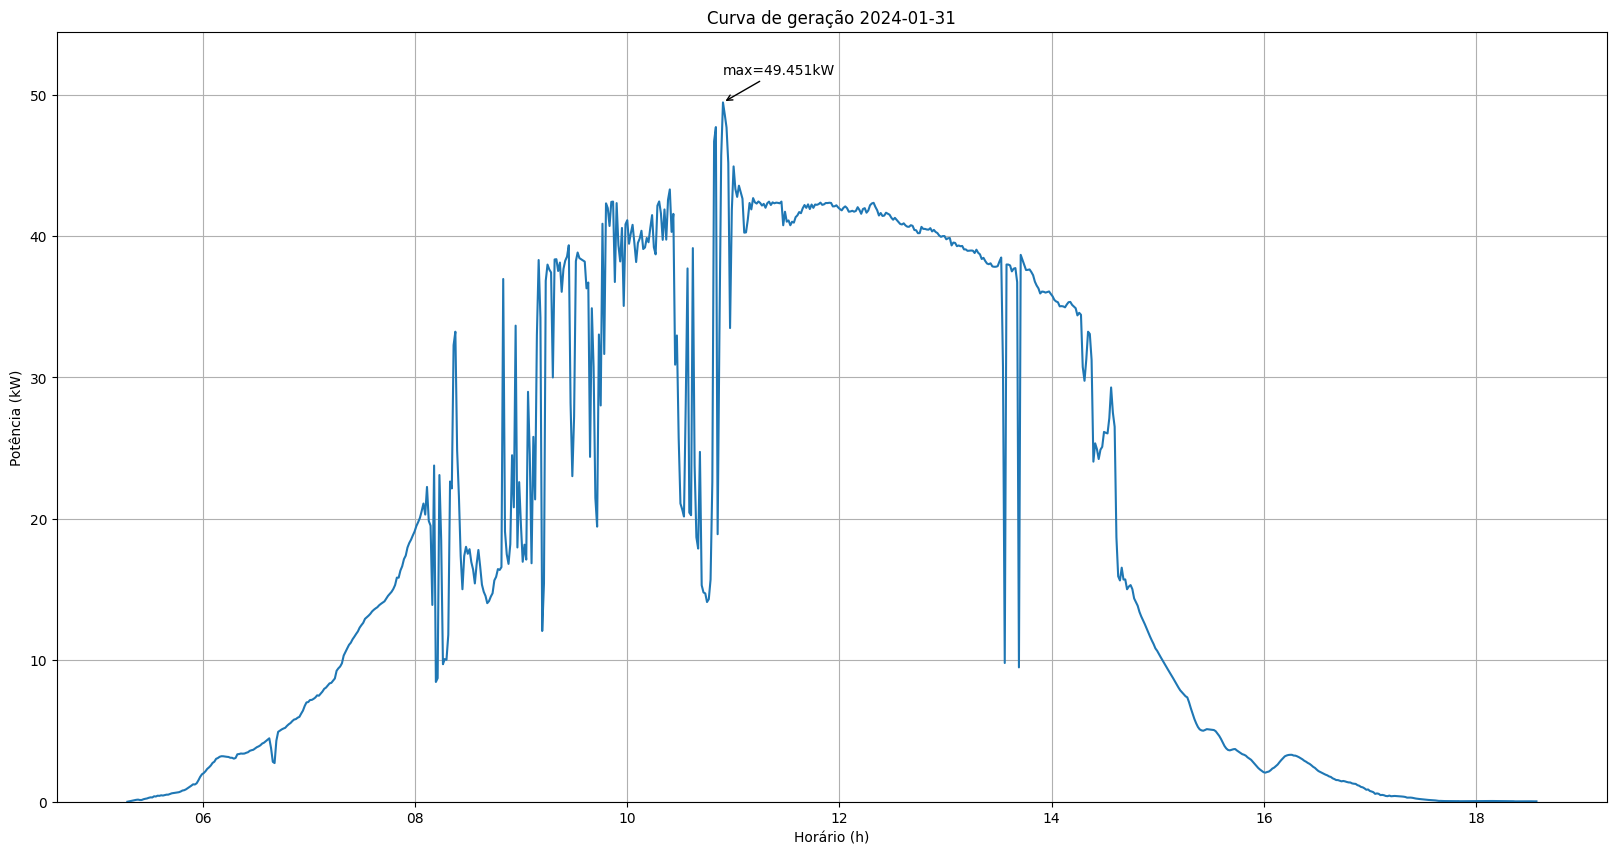 Curva de geração 2024-01-31
max=49.451kW
50
40
30
20
10
0
Potência (kW)
06 08 10 12 14 16 18
Horário (h)